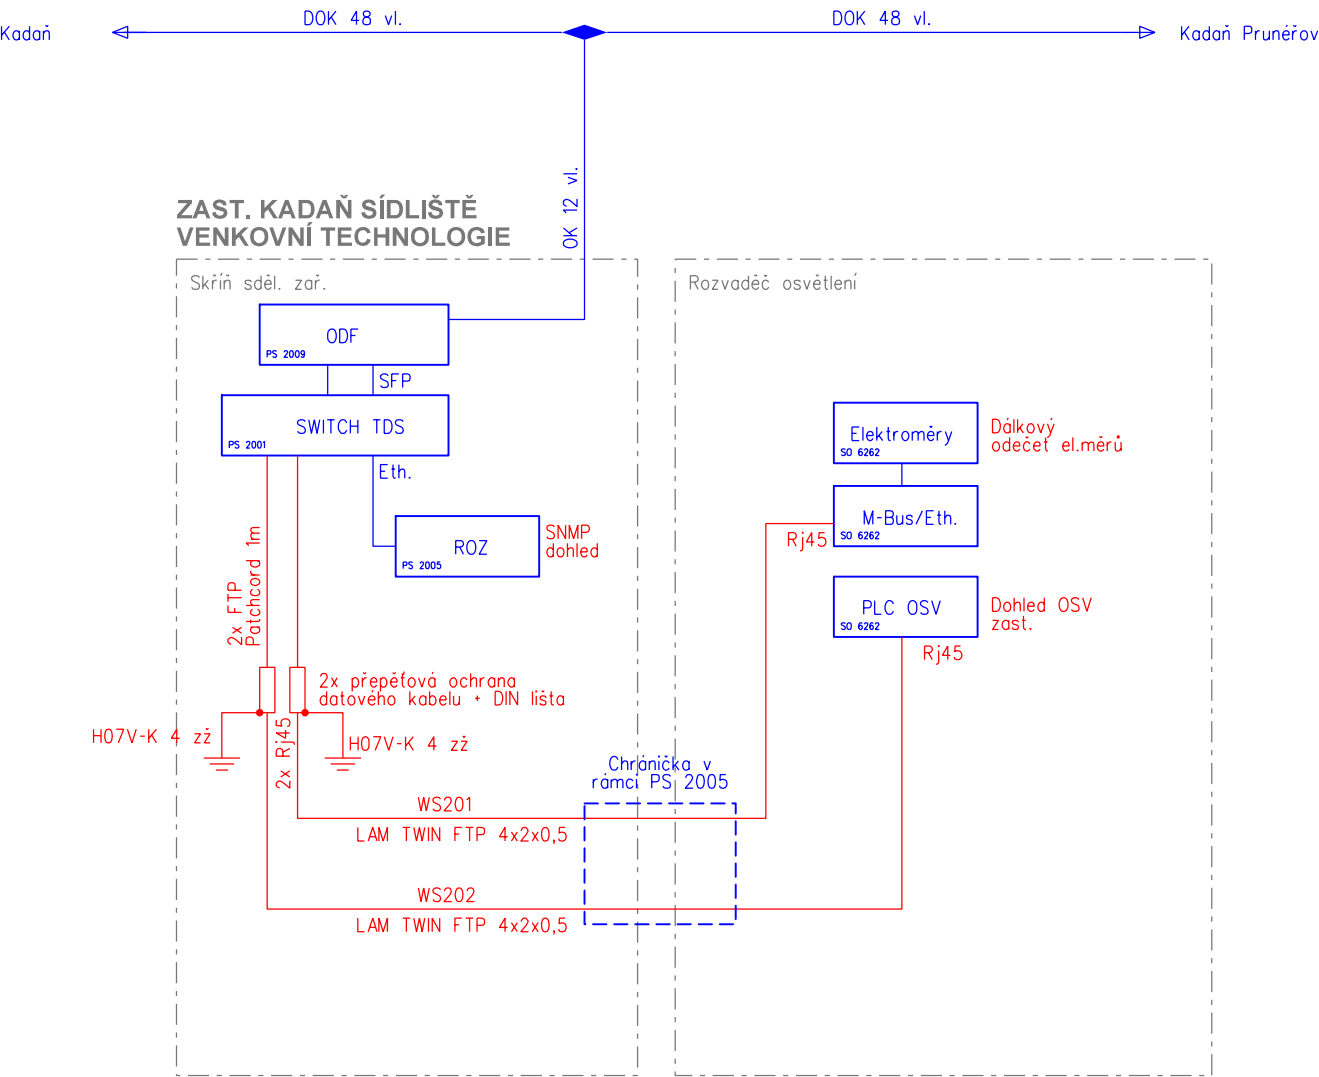 DOK 48 vl.
DOK 48 vl.
Kadaň
Kadaň Prunéřov
OK 12 vl.
ZAST. KADAŇ SÍDLIŠTĚ
VENKOVNÍ TECHNOLOGIE
Skříň sděl. zař.
ODF
PS 2009
SFP
SWITCH TDS
PS 2001
Eth.
ROZ
PS 2005
SNMP
dohled
2x FTP
Patchcord 1m
2x přepěťová ochrana
datového kabelu + DIN lišta
H07V-K 4 zž
2x Rj45
H07V-K 4 zž
Chránička v
rámci PS 2005
WS201
LAM TWIN FTP 4x2x0,5
WS202
LAM TWIN FTP 4x2x0,5
Rozvaděč osvětlení
Elektroměry
SO 6262
Dálkový
odečet el.měrů
M-Bus/Eth.
SO 6262
Rj45
PLC OSV
SO 6262
Dohled OSV
zast.
Rj45